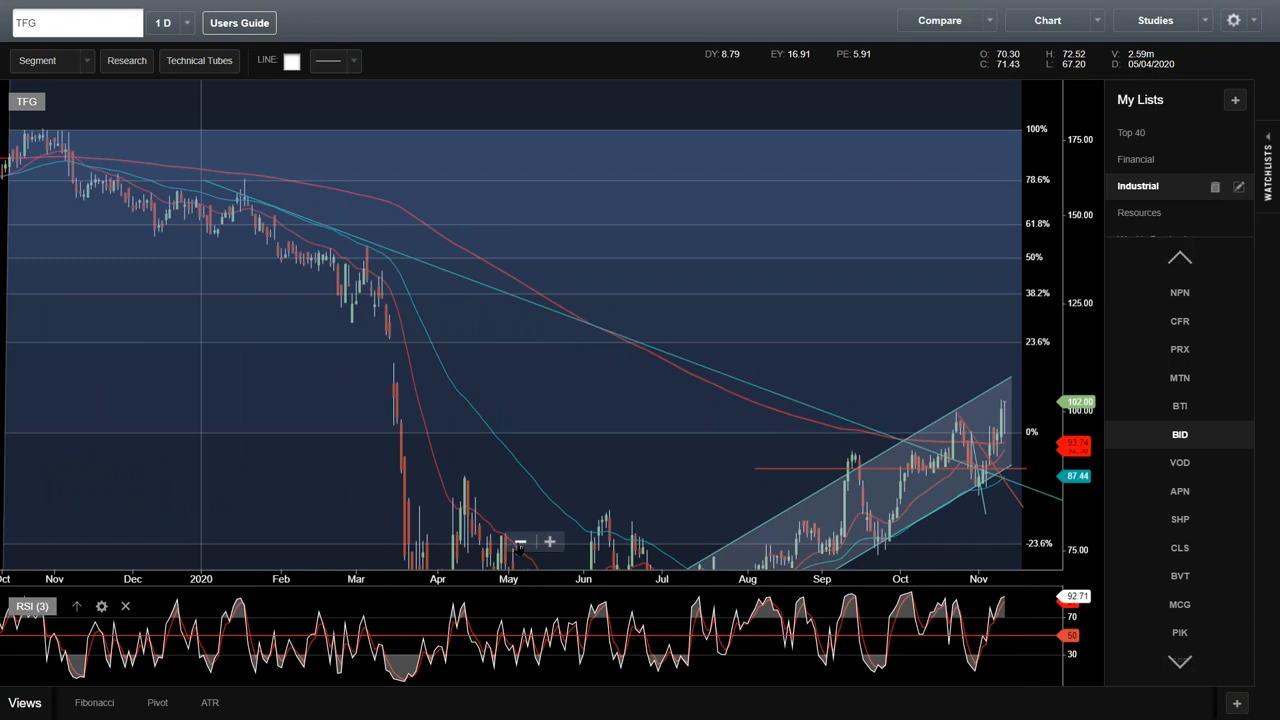 TFG 1 D Users Guide Compare Chart Studies
Segment Research Technical Tubes LINE: DY: 8.79 EY: 16.91 PE: 5.91 O: 70.30 H: 72.52 V: 2.59m
C: 71.43 L: 67.20 D: 05/04/2020
TFG
My Lists
Top 40
Financial
Industrial
Resources
WATCHLISTS
NPN
CFR
PRX
MTN
BTI
BID
VOD
APN
SHP
CLS
BVT
MCG
PIK
100%
78.6%
61.8%
50%
38.2%
23.6%
0%
-23.6%
175.00
150.00
125.00
102.00
100.00
93.74
87.44
75.00
Oct Nov Dec 2020 Feb Mar Apr May Jun Jul Aug Sep Oct Nov
RSI (3)
92.71
70
50
30
Views Fibonacci Pivot ATR